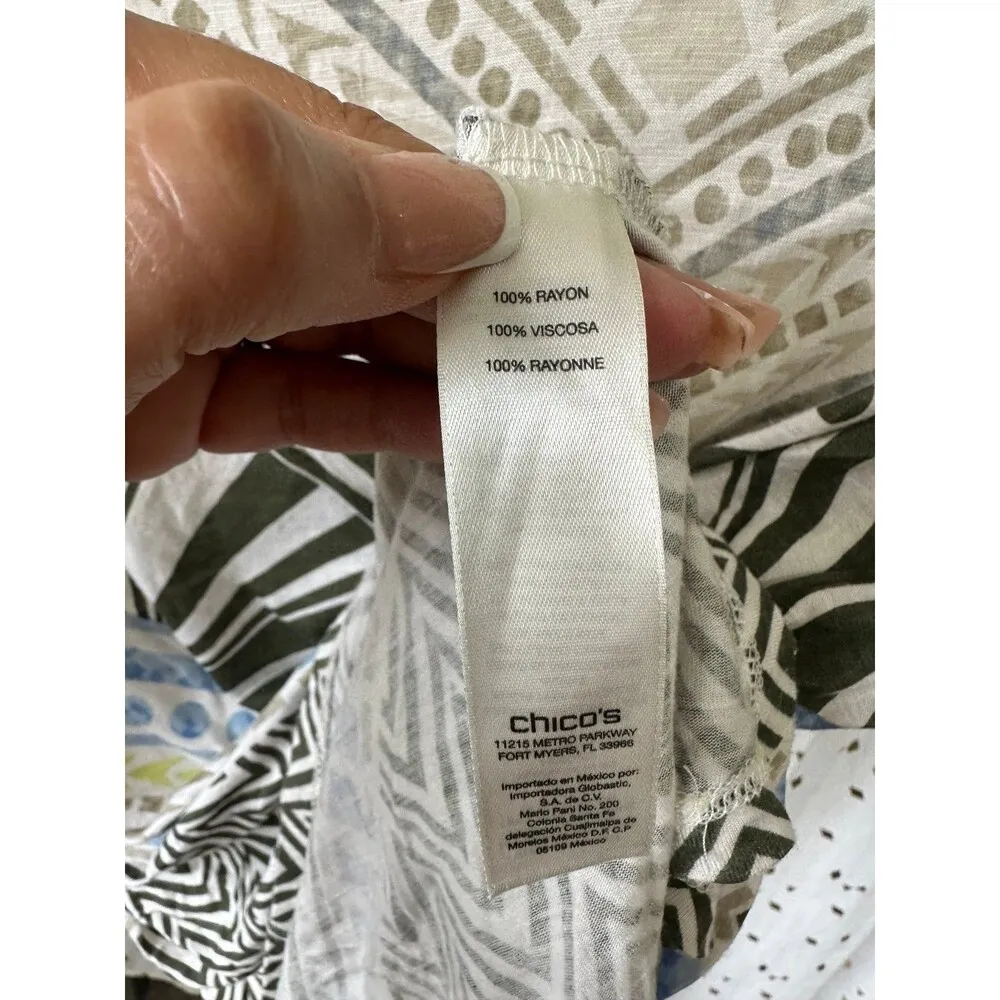 100% RAYON
100% VISCOSA
100% RAYONNE
chico's
11215 METRO PARKWAY
FORT MYERS, FL 33966
Importado en México por:
Importadora Globastic,
S.A. de C.V.
Mario Pani No. 200
Colonia Santa Fe
delegación Cuajimalpa de
Morelos México D.F. C.P
05109 México